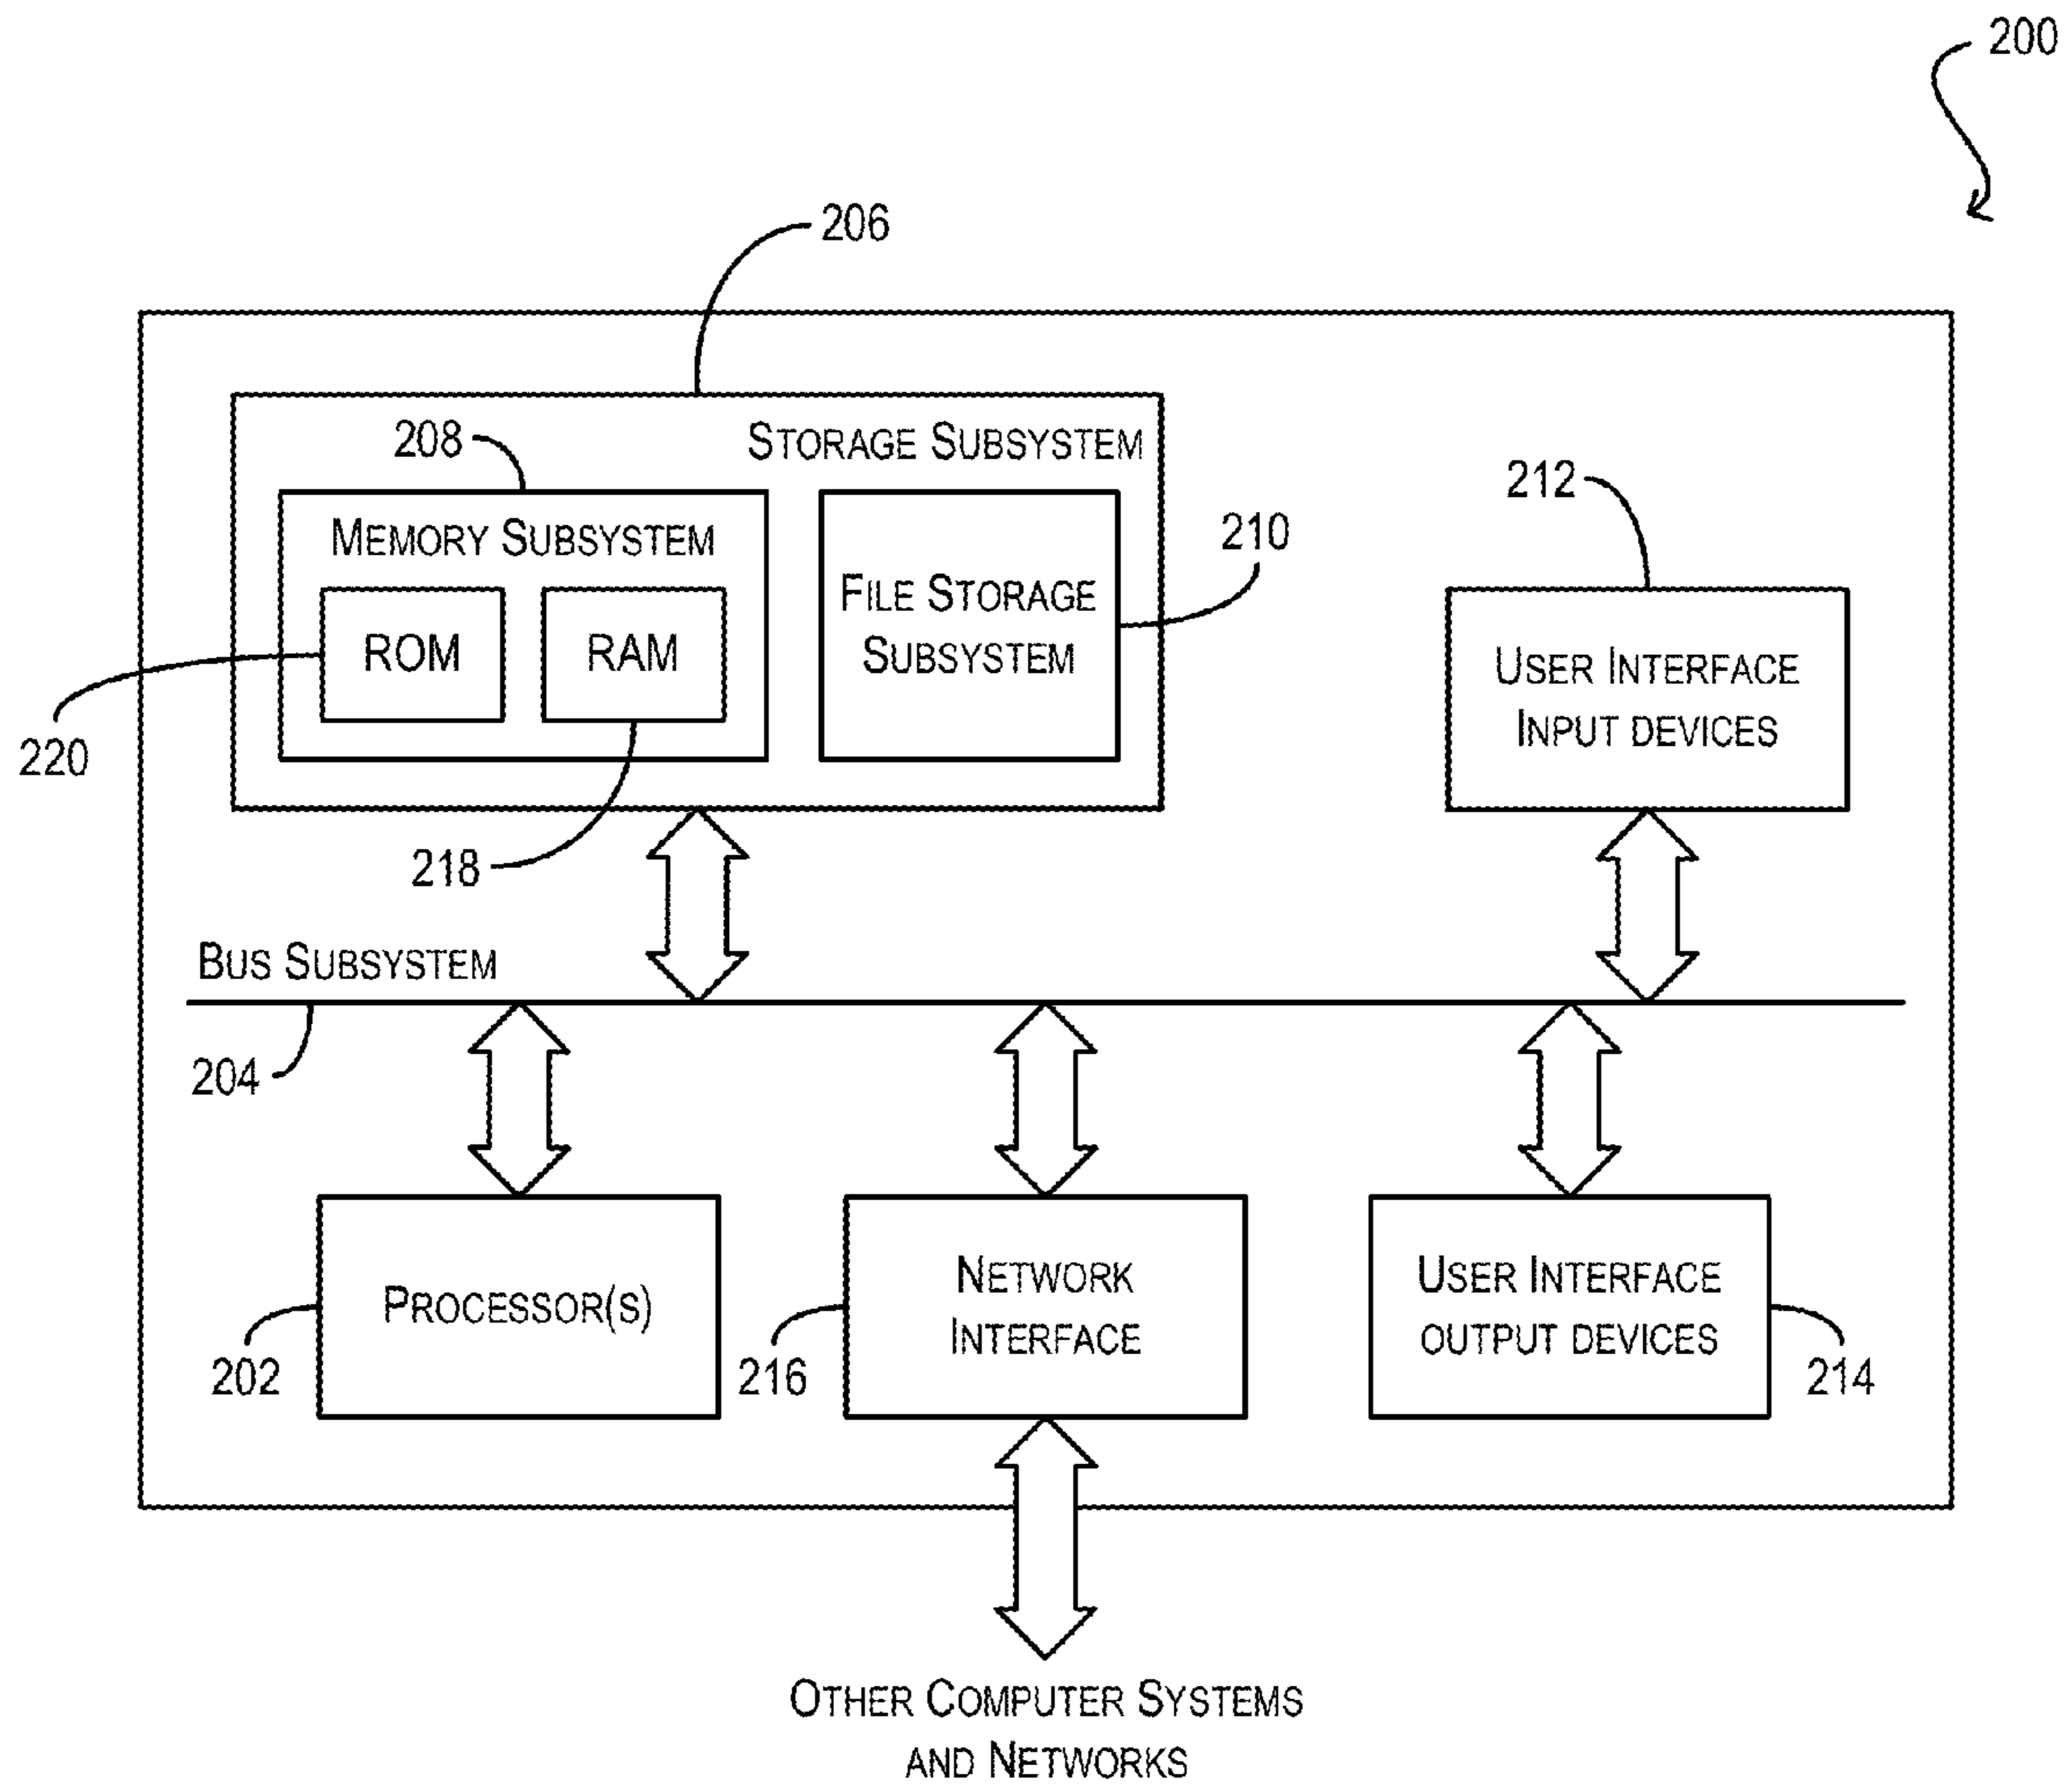 200
206
208
STORAGE SUBSYSTEM
212
MEMORY SUBSYSTEM
210
FILE STORAGE
SUBSYSTEM
ROM
RAM
USER INTERFACE
INPUT DEVICES
220
218
BUS SUBSYSTEM
204
PROCESSOR(S)
NETWORK
INTERFACE
USER INTERFACE
OUTPUT DEVICES
202
216
214
OTHER COMPUTER SYSTEMS
AND NETWORKS